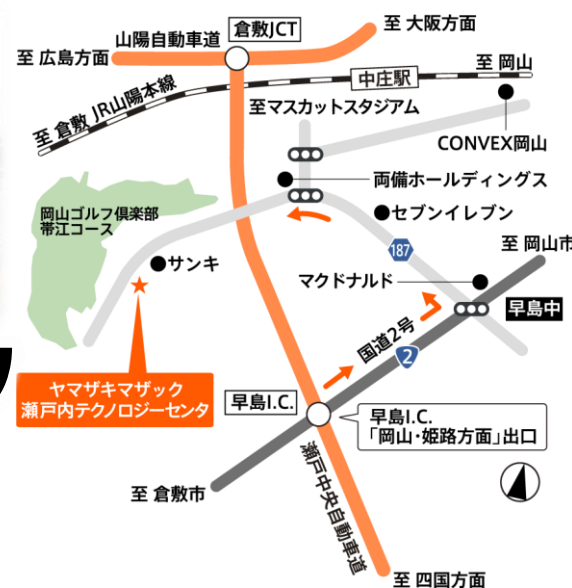 至 大阪方面
倉敷JCT
山陽自動車道
至 広島方面
至 岡山
中庄駅
至 倉敷 JR山陽本線
至マスカットスタジアム
CONVEX岡山
両備ホールディングス
岡山ゴルフ倶楽部
帯江コース
セブンイレブン
至 岡山市
187
サンキ
マクドナルド
早島中
国道2号
2
ヤマザキマザック
瀬戸内テクノロジーセンタ
早島I.C.
早島I.C.
「岡山・姫路方面」出口
瀬戸中央自動車道
至 倉敷市
至 四国方面